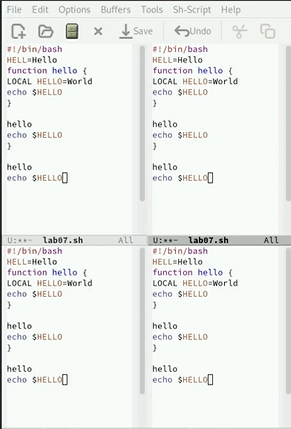 File Edit Options Buffers Tools Sh-Script Help
Save Undo
#!/bin/bash
HELL=Hello
function hello {
LOCAL HELLO=World
echo $HELLO
}
hello
echo $HELLO
}
hello
echo $HELLO
#!/bin/bash
HELL=Hello
function hello {
LOCAL HELLO=World
echo $HELLO
}
hello
echo $HELLO
}
hello
echo $HELLO
U:**- lab07.sh All
U:**- lab07.sh All
#!/bin/bash
HELL=Hello
function hello {
LOCAL HELLO=World
echo $HELLO
}
hello
echo $HELLO
}
hello
echo $HELLO
#!/bin/bash
HELL=Hello
function hello {
LOCAL HELLO=World
echo $HELLO
}
hello
echo $HELLO
}
hello
echo $HELLO